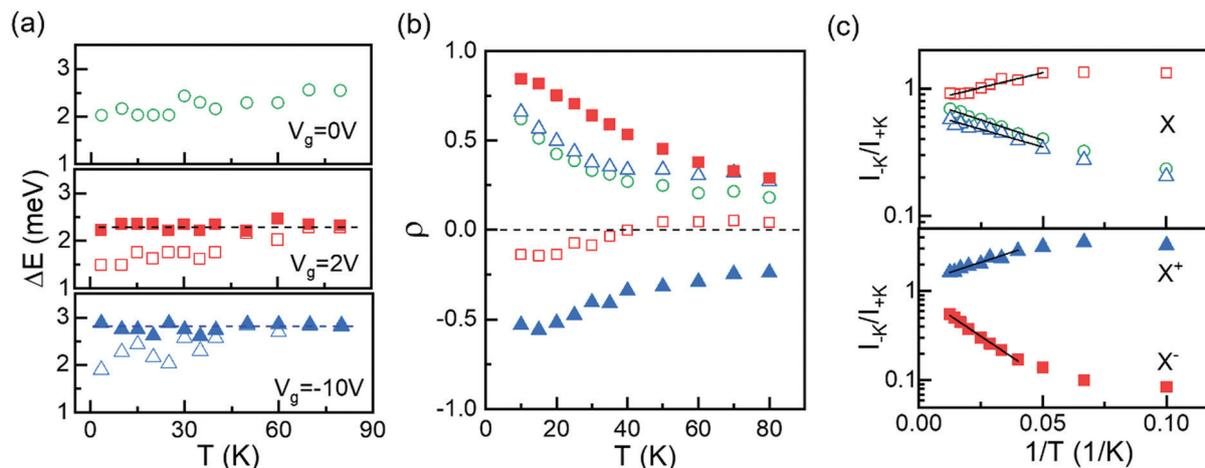 (a)
3
2
1
V_g=0V
3
2
1
V_g=2V
3
2
1
V_g=-10V
ΔE (meV)
0
30
60
90
T (K)
(b)
1.0
0.5
0.0
-0.5
-1.0
ρ
0
20
40
60
80
T (K)
(c)
1
0.1
I_-K/I_+K
X
1
0.1
I_-K/I_+K
X⁺
X⁻
0.00
0.05
0.10
1/T (1/K)